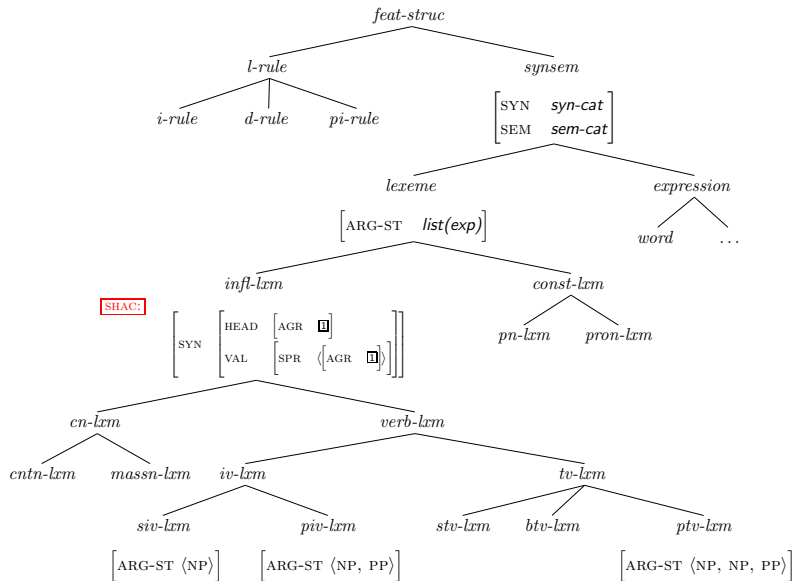 feat-struc
l-rule synsem
i-rule d-rule pi-rule
SYN syn-cat
SEM sem-cat
lexeme expression
ARG-ST list(exp)
word ...
infl-lxm const-lxm
SHAC:
SYN HEAD [AGR 1]
VAL [SPR ⟨[AGR 1]⟩]
pn-lxm pron-lxm
cn-lxm verb-lxm
cntn-lxm massn-lxm iv-lxm tv-lxm
siv-lxm piv-lxm stv-lxm btv-lxm ptv-lxm
[ARG-ST ⟨NP⟩] [ARG-ST ⟨NP, PP⟩] [ARG-ST ⟨NP, NP, PP⟩]